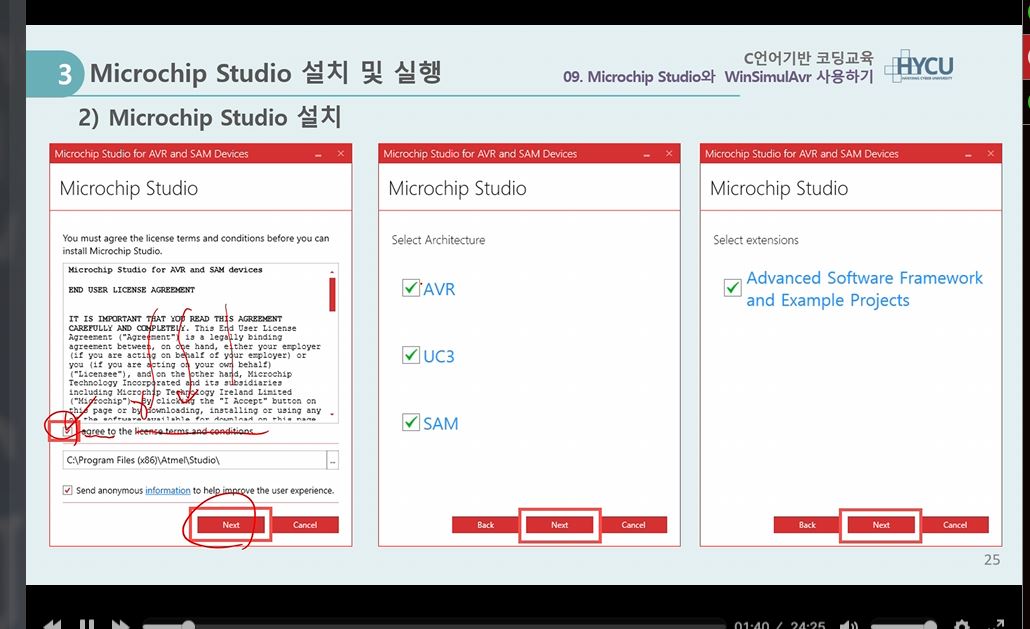 3 Microchip Studio 설치 및 실행
C언어기반 코딩교육
09. Microchip Studio와 WinSimulAvr 사용하기
HYCU
2) Microchip Studio 설치
Microchip Studio for AVR and SAM Devices
Microchip Studio
You must agree the license terms and conditions before you can
install Microchip Studio.
Microchip Studio for AVR and SAM devices
END USER LICENSE AGREEMENT
IT IS IMPORTANT THAT YOU READ THIS AGREEMENT
CAREFULLY AND COMPLETELY. This End User License
Agreement ("Agreement") is a legally binding
agreement between, on one hand, either your employer
(if you are acting on behalf of your employer) or
you (if you are acting on your own behalf)
("Licensee"), and on the other hand, Microchip
Technology Incorporated and its subsidiaries
including Microchip Technology Ireland Limited
("Microchip"). By clicking the "I Accept" button on
this page or by downloading, installing or using any
of the software available for download on this page,
agree to the license terms and conditions.
C:\Program Files (x86)\Atmel\Studio\
...
Send anonymous information to help improve the user experience.
Next
Cancel
Microchip Studio for AVR and SAM Devices
Microchip Studio
Select Architecture
AVR
UC3
SAM
Back
Next
Cancel
Microchip Studio for AVR and SAM Devices
Microchip Studio
Select extensions
Advanced Software Framework
and Example Projects
Back
Next
Cancel
25
01:40 / 24:25